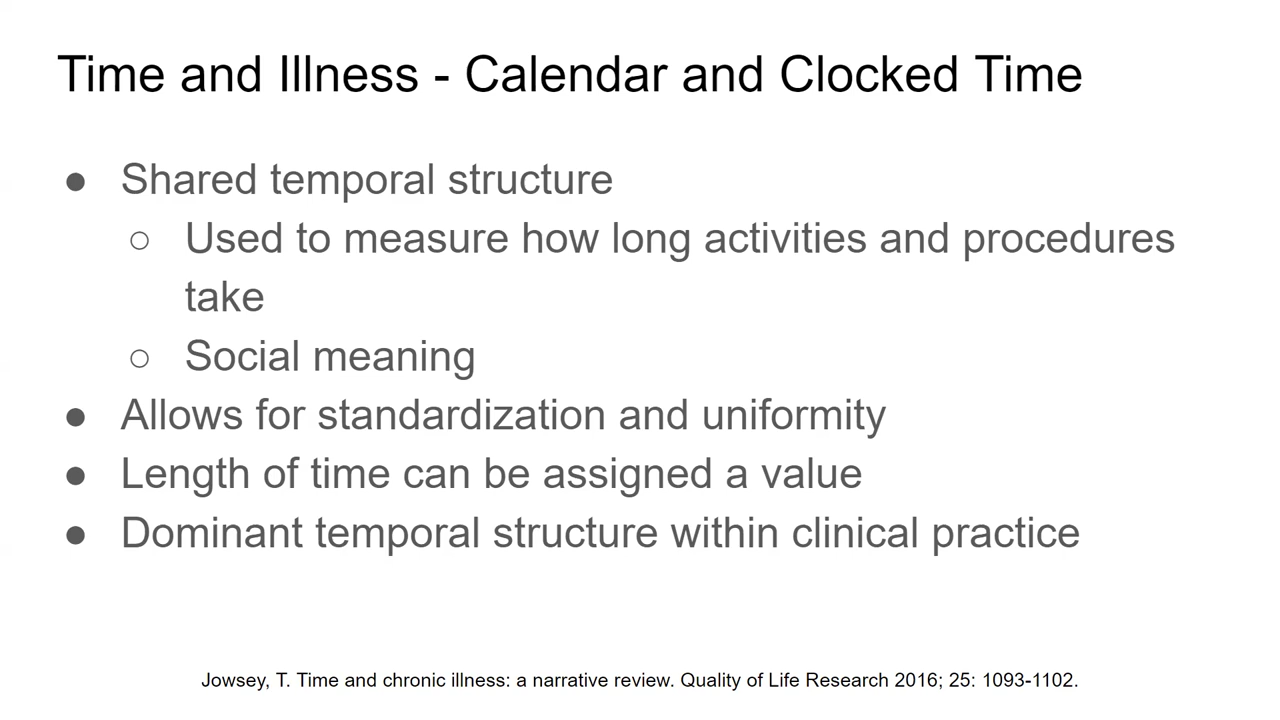 Time and Illness - Calendar and Clocked Time
● Shared temporal structure
○ Used to measure how long activities and procedures
take
○ Social meaning
● Allows for standardization and uniformity
● Length of time can be assigned a value
● Dominant temporal structure within clinical practice
Jowsey, T. Time and chronic illness: a narrative review. Quality of Life Research 2016; 25: 1093-1102.